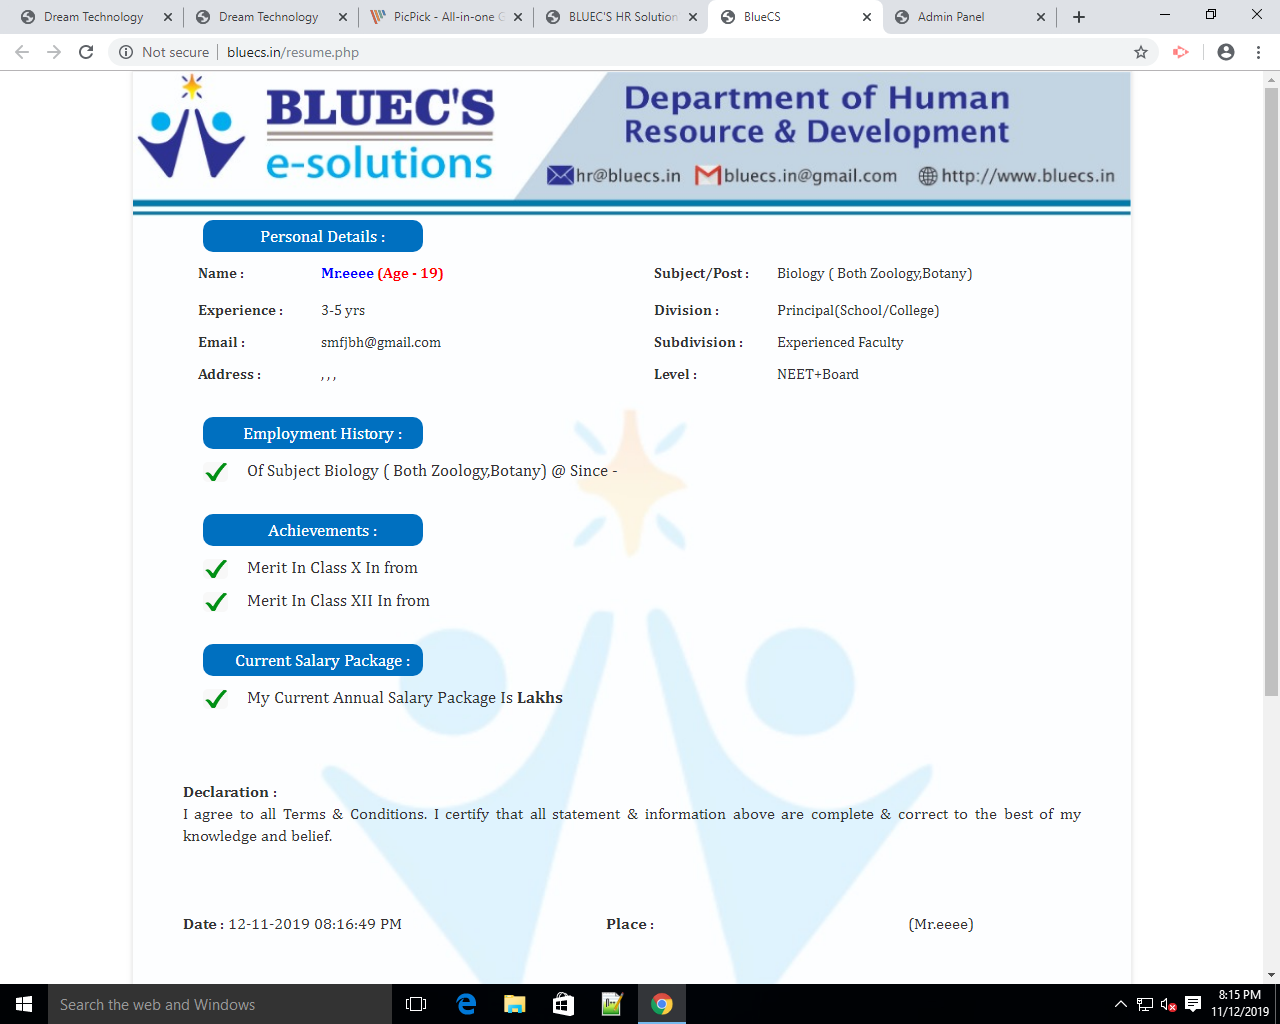 Dream Technology
Dream Technology
PicPick - All-in-one G
BLUEC'S HR Solution
BlueCS
Admin Panel
Not secure
bluecs.in/resume.php
BLUEC'S
e-solutions
Department of Human
Resource & Development
hr@bluecs.in bluecs.in@gmail.com http://www.bluecs.in
Personal Details :
Name : Mr.eeee (Age - 19) Subject/Post : Biology ( Both Zoology,Botany)
Experience : 3-5 yrs Division : Principal(School/College)
Email : smfjbh@gmail.com Subdivision : Experienced Faculty
Address : , , , Level : NEET+Board
Employment History :
Of Subject Biology ( Both Zoology,Botany) @ Since -
Achievements :
Merit In Class X In from
Merit In Class XII In from
Current Salary Package :
My Current Annual Salary Package Is Lakhs
Declaration :
I agree to all Terms & Conditions. I certify that all statement & information above are complete & correct to the best of my
knowledge and belief.
Date : 12-11-2019 08:16:49 PM Place : (Mr.eeee)
Search the web and Windows
8:15 PM
11/12/2019